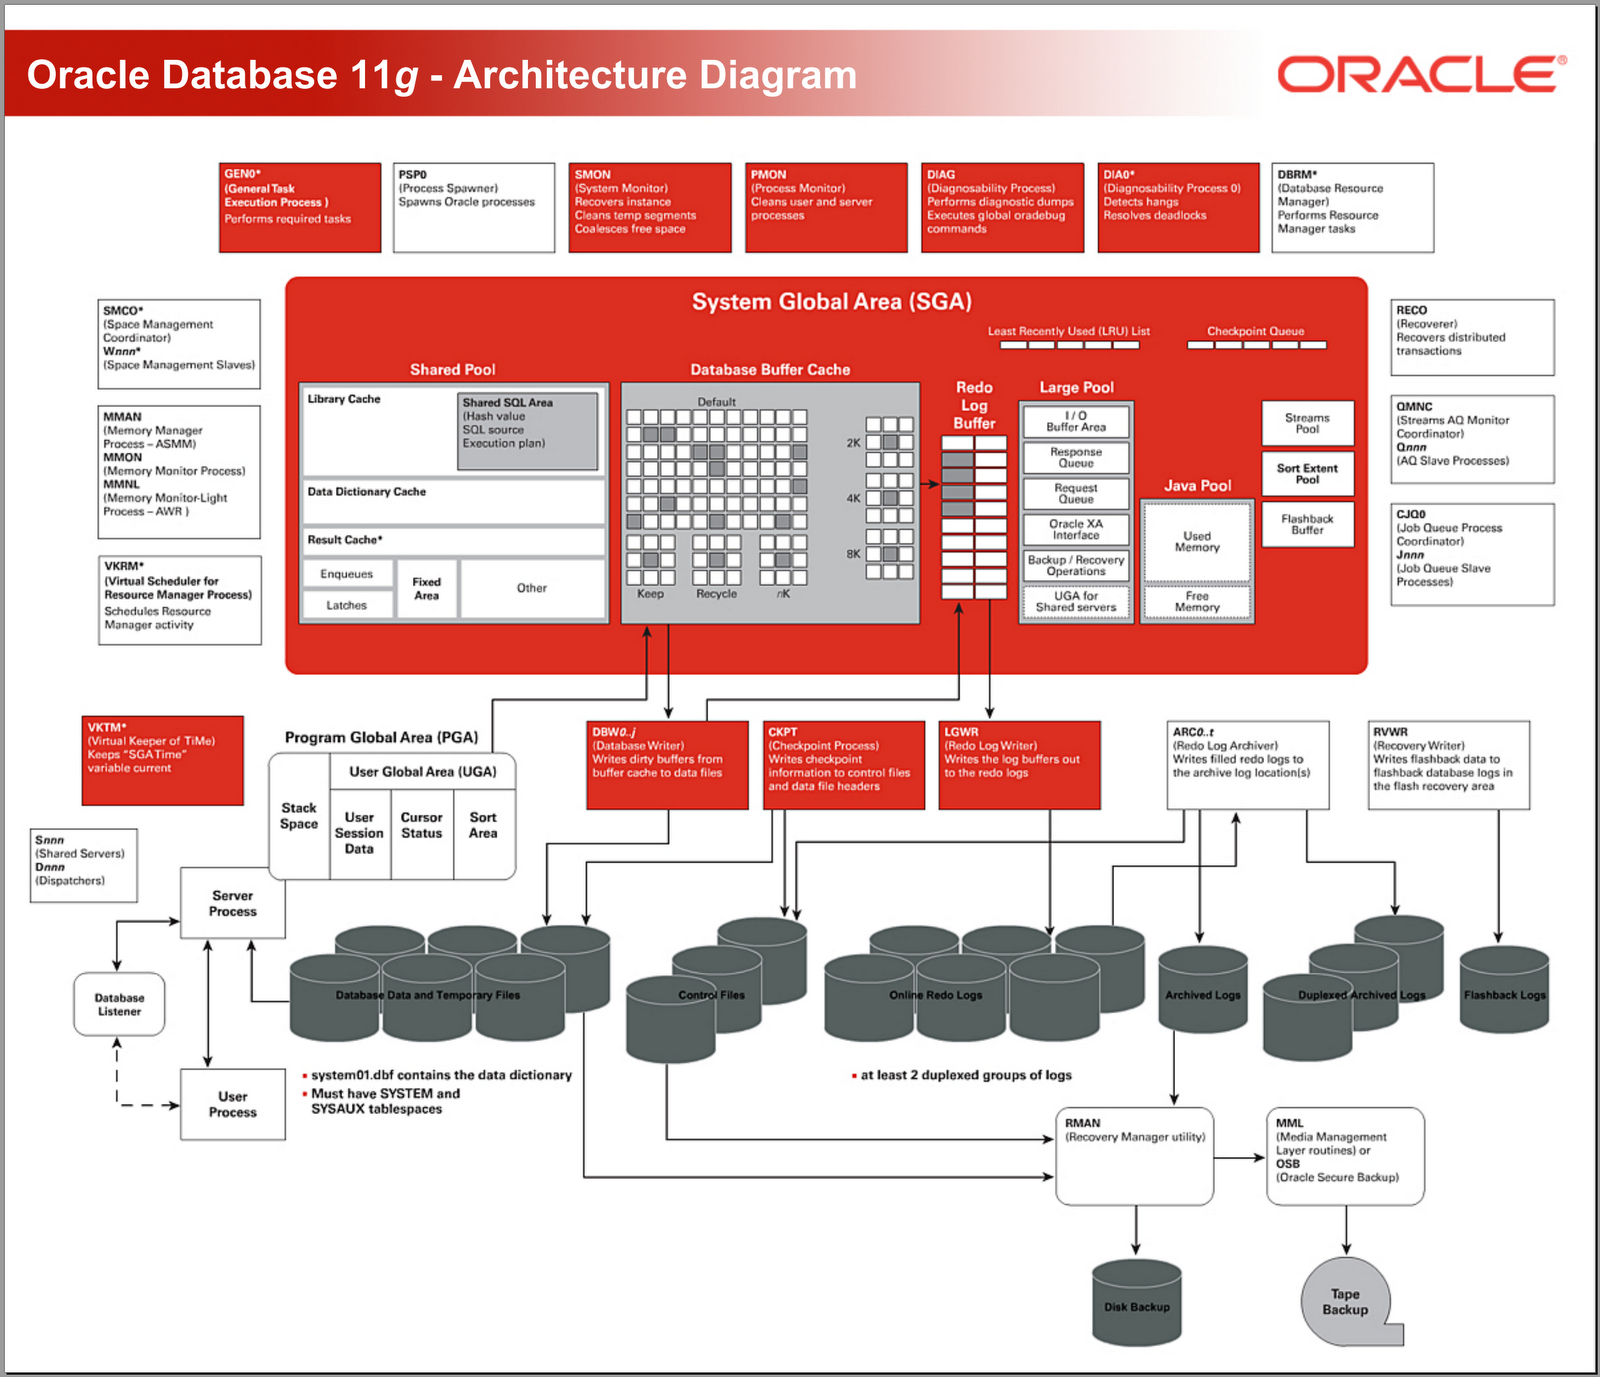 Oracle Database 11g - Architecture Diagram
ORACLE®
GEN0*
(General Task
Execution Process )
Performs required tasks
PSP0
(Process Spawner)
Spawns Oracle processes
SMON
(System Monitor)
Recovers instance
Cleans temp segments
Coalesces free space
PMON
(Process Monitor)
Cleans user and server
processes
DIAG
(Diagnosability Process)
Performs diagnostic dumps
Executes global oradebug
commands
DIA0*
(Diagnosability Process 0)
Detects hangs
Resolves deadlocks
DBRM*
(Database Resource
Manager)
Performs Resource
Manager tasks
SMCO*
(Space Management
Coordinator)
Wnnn*
(Space Management Slaves)
MMAN
(Memory Manager
Process – ASMM)
MMON
(Memory Monitor Process)
MMNL
(Memory Monitor-Light
Process – AWR )
VKRM*
(Virtual Scheduler for
Resource Manager Process)
Schedules Resource
Manager activity
System Global Area (SGA)
Least Recently Used (LRU) List
Checkpoint Queue
Shared Pool
Library Cache
Shared SQL Area
(Hash value
SQL source
Execution plan)
Data Dictionary Cache
Result Cache*
Enqueues
Latches
Fixed
Area
Other
Database Buffer Cache
Default
2K
4K
8K
Keep
Recycle
nK
Redo
Log
Buffer
Large Pool
I / O
Buffer Area
Response
Queue
Request
Queue
Oracle XA
Interface
Backup / Recovery
Operations
UGA for
Shared servers
Java Pool
Used
Memory
Free
Memory
Streams
Pool
Sort Extent
Pool
Flashback
Buffer
RECO
(Recoverer)
Recovers distributed
transactions
QMNC
(Streams AQ Monitor
Coordinator)
Qnnn
(AQ Slave Processes)
CJQ0
(Job Queue Process
Coordinator)
Jnnn
(Job Queue Slave
Processes)
VKTM*
(Virtual Keeper of TiMe)
Keeps "SGA Time"
variable current
Program Global Area (PGA)
Stack
Space
User Global Area (UGA)
User
Session
Data
Cursor
Status
Sort
Area
DBW0..j
(Database Writer)
Writes dirty buffers from
buffer cache to data files
CKPT
(Checkpoint Process)
Writes checkpoint
information to control files
and data file headers
LGWR
(Redo Log Writer)
Writes the log buffers out
to the redo logs
ARC0..t
(Redo Log Archiver)
Writes filled redo logs to
the archive log location(s)
RVWR
(Recovery Writer)
Writes flashback data to
flashback database logs in
the flash recovery area
Snnn
(Shared Servers)
Dnnn
(Dispatchers)
Server
Process
Database
Listener
User
Process
Database Data and Temporary Files
Control Files
Online Redo Logs
Archived Logs
Duplexed Archived Logs
Flashback Logs
▪ system01.dbf contains the data dictionary
▪ Must have SYSTEM and
SYSAUX tablespaces
▪ at least 2 duplexed groups of logs
RMAN
(Recovery Manager utility)
MML
(Media Management
Layer routines) or
OSB
(Oracle Secure Backup)
Disk Backup
Tape
Backup